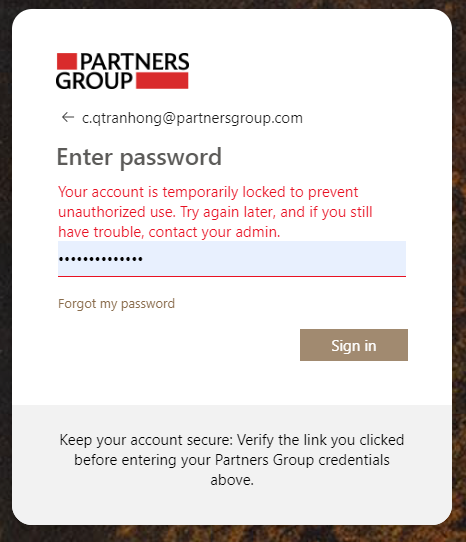 PARTNERS
GROUP
← c.qtranhong@partnersgroup.com
Enter password
Your account is temporarily locked to prevent
unauthorized use. Try again later, and if you still
have trouble, contact your admin.
••••••••••••••
Forgot my password
Sign in
Keep your account secure: Verify the link you clicked
before entering your Partners Group credentials
above.